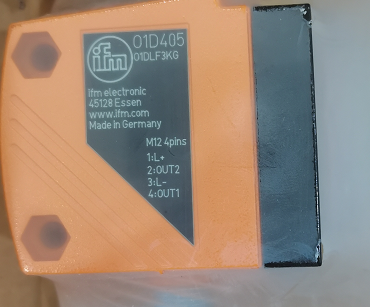 ifm
O1D405
O1DLF3KG
ifm electronic
45128 Essen
www.ifm.com
Made in Germany
M12 4pins
1:L+
2:OUT2
3:L-
4:OUT1